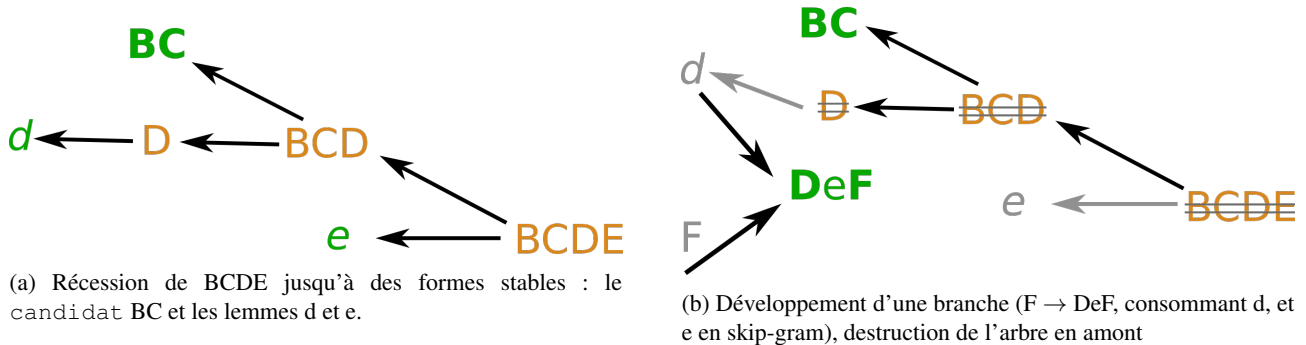 BC
d
D
BCD
e
BCDE
(a) Récession de BCDE jusqu'à des formes stables : le
candidat BC et les lemmes d et e.
BC
d
D
BCD
DeF
e
BCDE
F
(b) Développement d'une branche (F → DeF, consommant d, et
e en skip-gram), destruction de l'arbre en amont